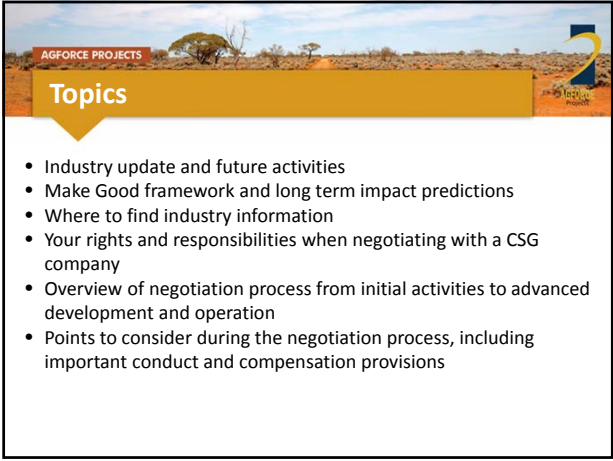 AGFORCE PROJECTS
Topics
AGFORCE
Projects
• Industry update and future activities
• Make Good framework and long term impact predictions
• Where to find industry information
• Your rights and responsibilities when negotiating with a CSG
company
• Overview of negotiation process from initial activities to advanced
development and operation
• Points to consider during the negotiation process, including
important conduct and compensation provisions